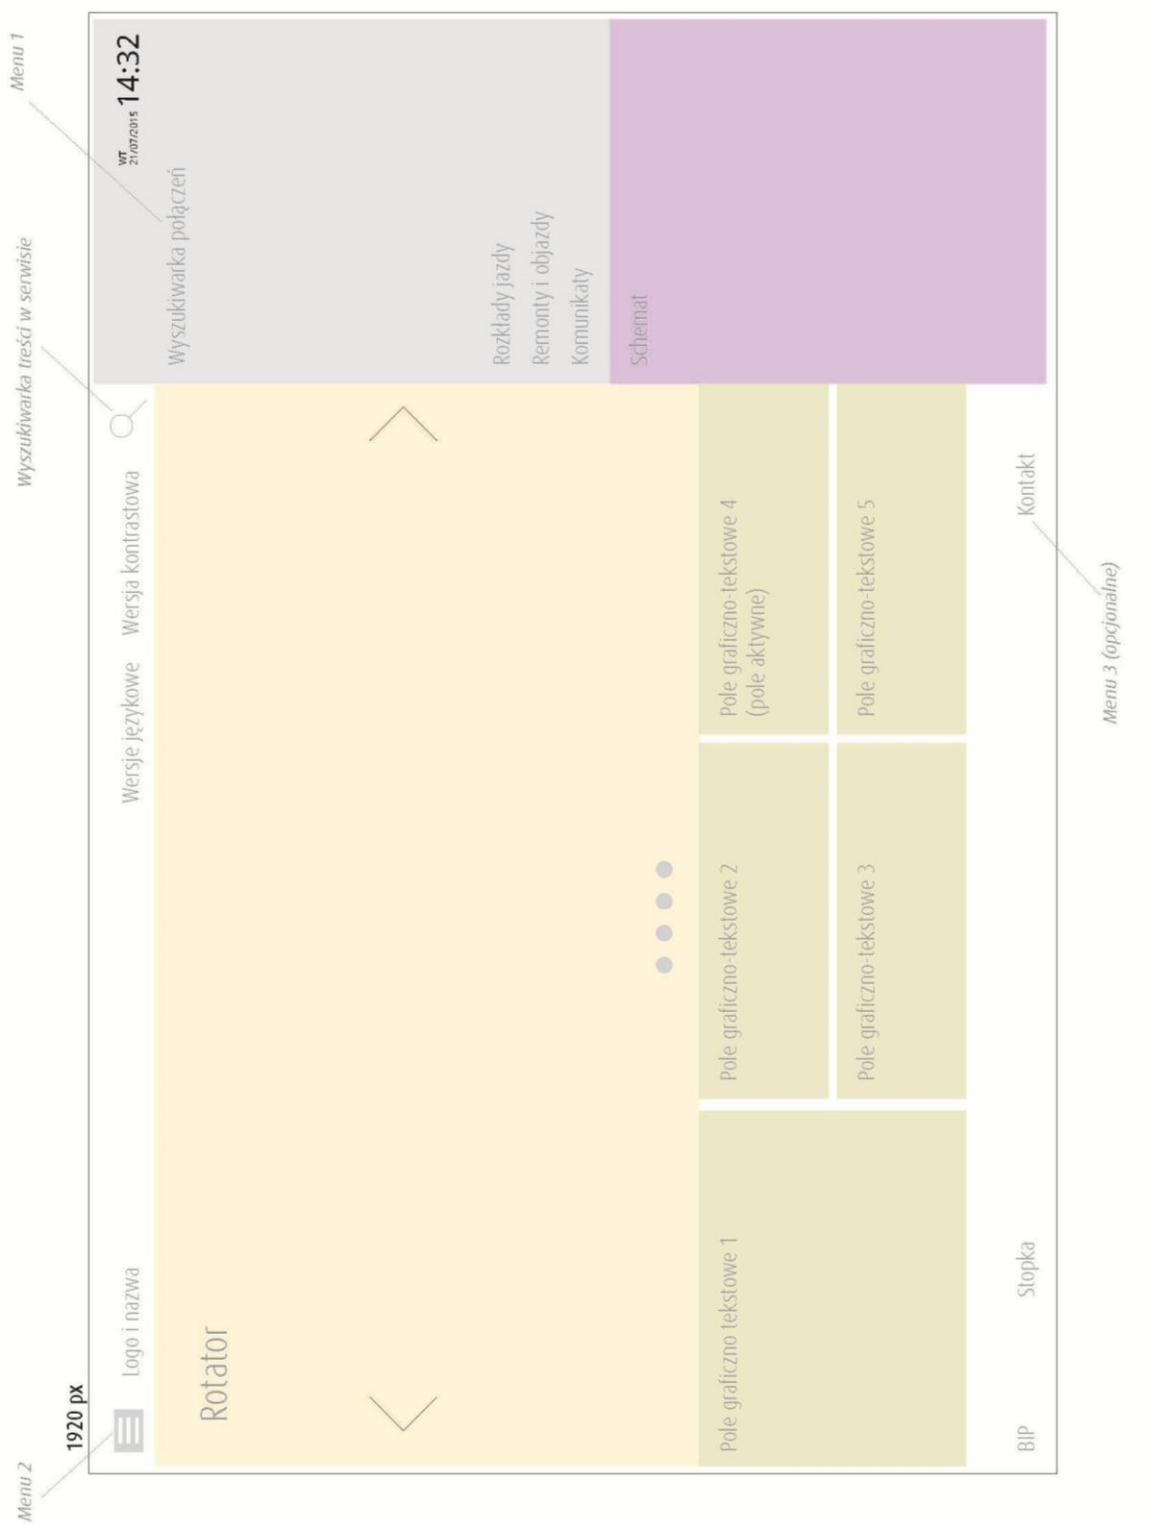 Menu 2
Wyszukiwarka treści w serwisie
Menu 1
1920 px
Logo i nazwa
Wersje językowe
Wersja kontrastowa
WT
21/07/2015
14:32
Rotator
Wyszukiwarka połączeń
Rozkłady jazdy
Remonty i objazdy
Komunikaty
Schemat
Pole graficzno tekstowe 1
Pole graficzno-tekstowe 2
Pole graficzno-tekstowe 4
(pole aktywne)
Pole graficzno-tekstowe 3
Pole graficzno-tekstowe 5
BIP
Stopka
Kontakt
Menu 3 (opcjonalne)